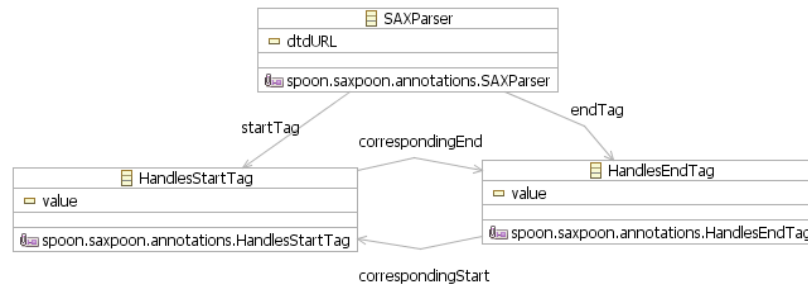 SAXParser
dtdURL
spoon.saxpoon.annotations.SAXParser
startTag
endTag
correspondingEnd
HandlesStartTag
value
spoon.saxpoon.annotations.HandlesStartTag
HandlesEndTag
value
spoon.saxpoon.annotations.HandlesEndTag
correspondingStart